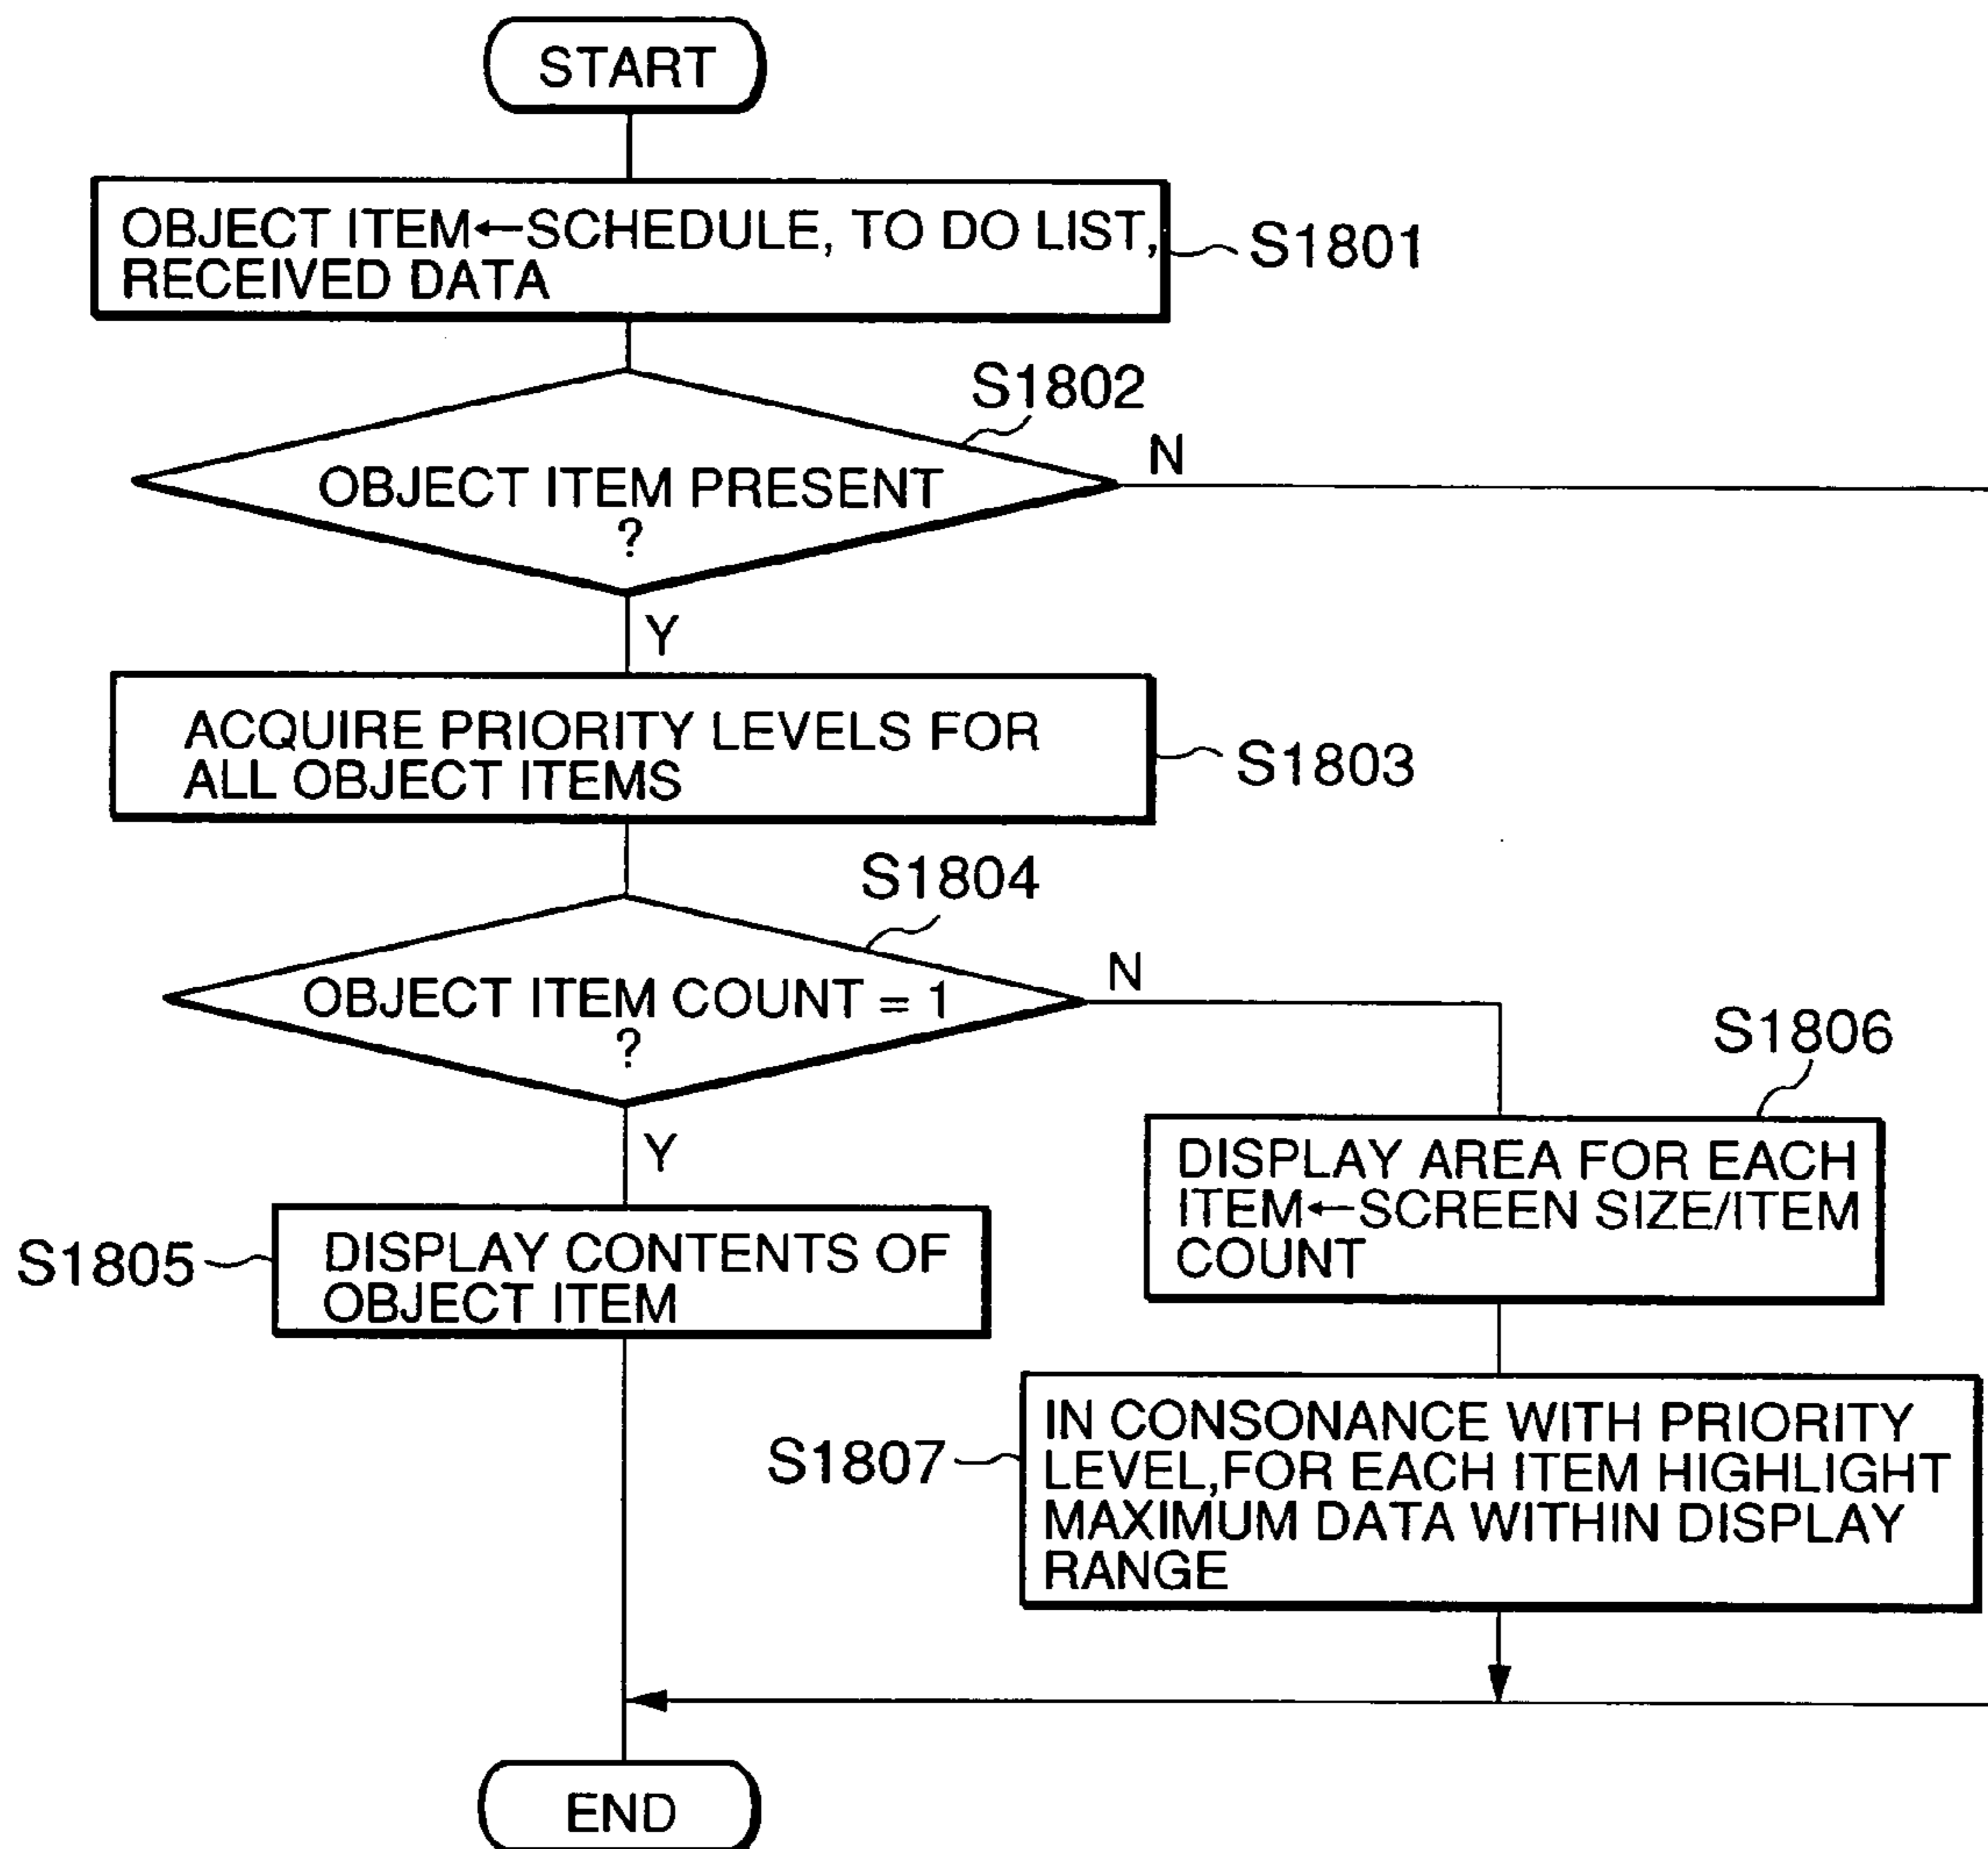 START
OBJECT ITEM←SCHEDULE, TO DO LIST,
RECEIVED DATA
S1801
S1802
OBJECT ITEM PRESENT
?
N
Y
ACQUIRE PRIORITY LEVELS FOR
ALL OBJECT ITEMS
S1803
S1804
OBJECT ITEM COUNT = 1
?
N
Y
S1805
DISPLAY CONTENTS OF
OBJECT ITEM
S1806
DISPLAY AREA FOR EACH
ITEM←SCREEN SIZE/ITEM
COUNT
S1807
IN CONSONANCE WITH PRIORITY
LEVEL,FOR EACH ITEM HIGHLIGHT
MAXIMUM DATA WITHIN DISPLAY
RANGE
END